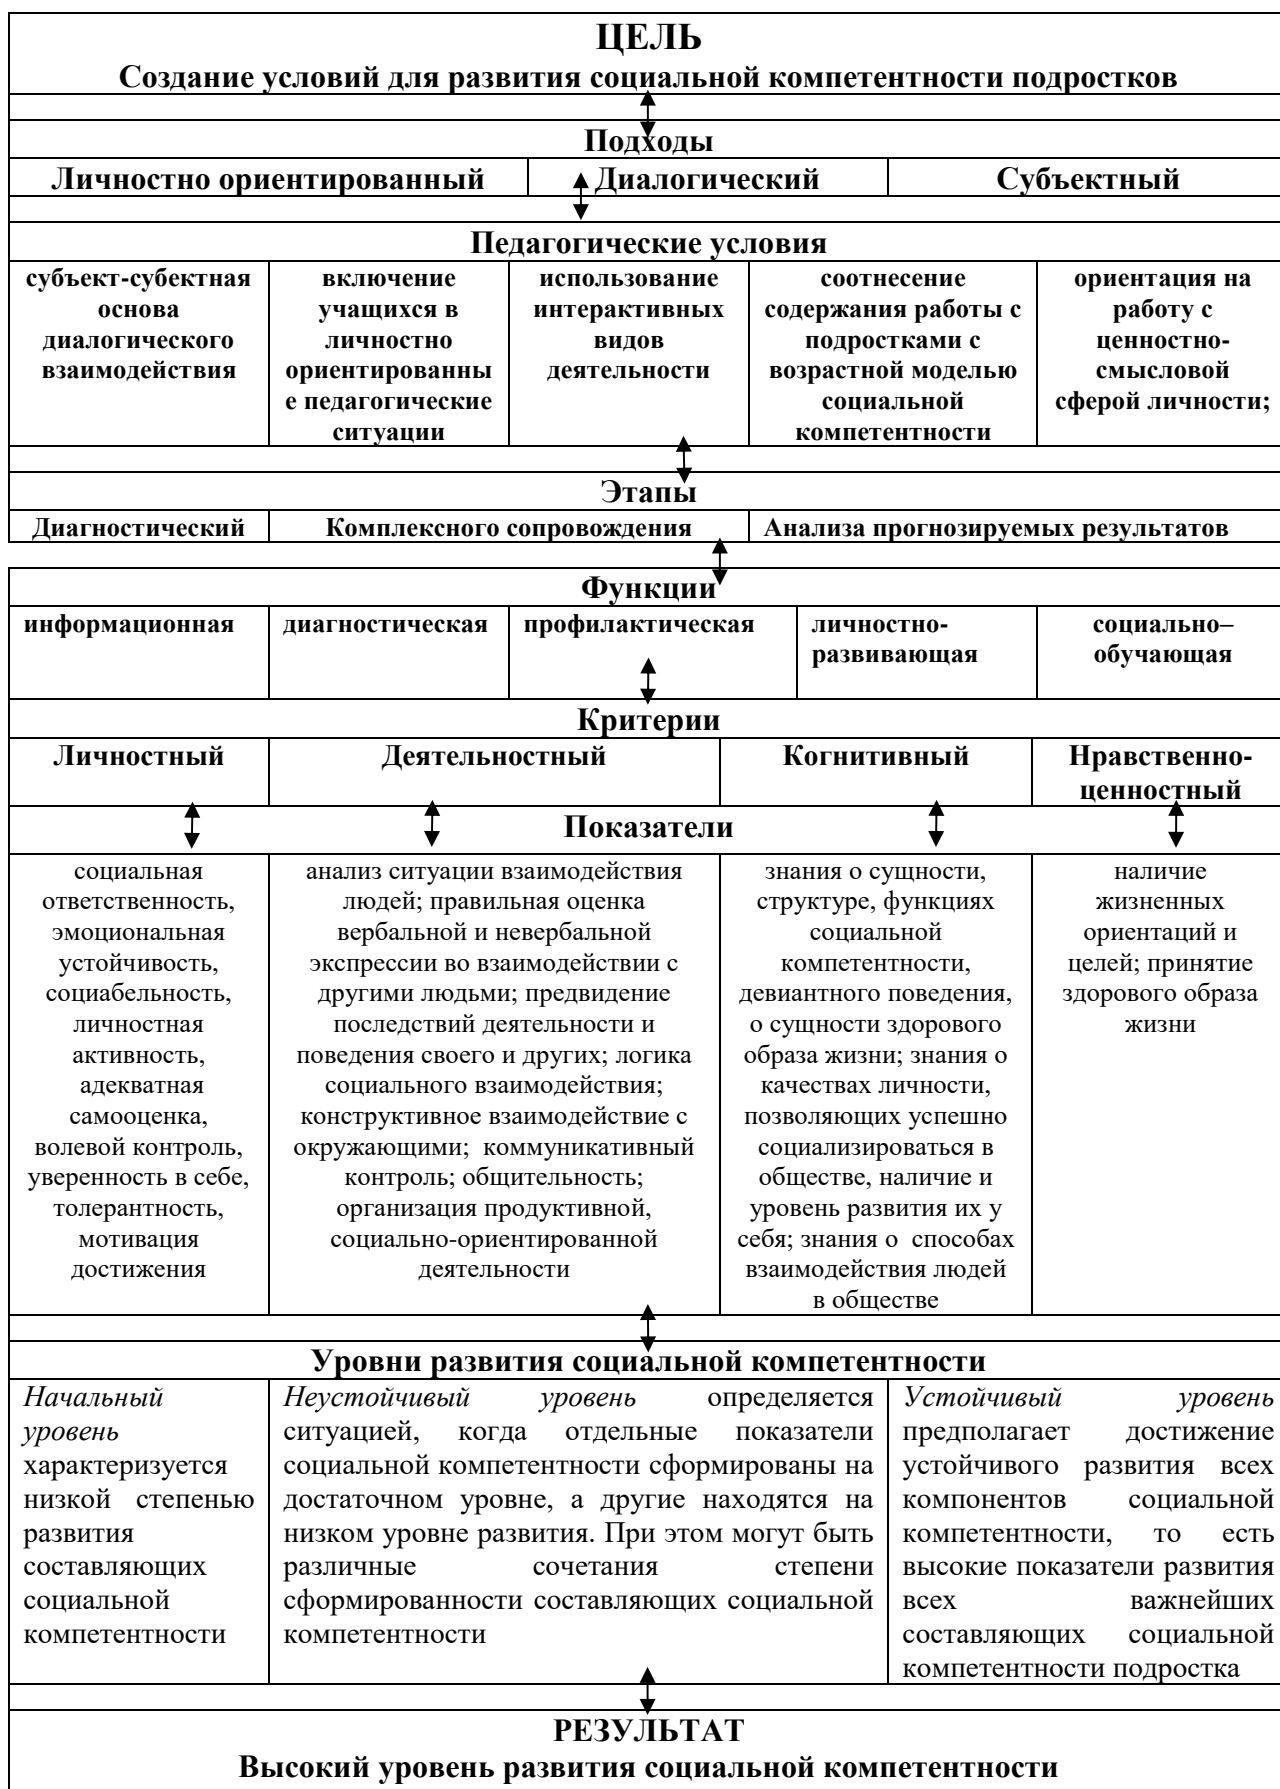 ЦЕЛЬ
Создание условий для развития социальной компетентности подростков
Подходы
Личностно ориентированный
Диалогический
Субъектный
Педагогические условия
субъект-субектная
основа
диалогического
взаимодействия
включение
учащихся в
личностно
ориентированны
е педагогические
ситуации
использование
интерактивных
видов
деятельности
соотнесение
содержания работы с
подростками с
возрастной моделью
социальной
компетентности
ориентация на
работу с
ценностно-
смысловой
сферой личности;
Этапы
Диагностический
Комплексного сопровождения
Анализа прогнозируемых результатов
Функции
информационная
диагностическая
профилактическая
личностно-
развивающая
социально–
обучающая
Критерии
Личностный
Деятельностный
Когнитивный
Нравственно-
ценностный
Показатели
социальная
ответственность,
эмоциональная
устойчивость,
социабельность,
личностная
активность,
адекватная
самооценка,
волевой контроль,
уверенность в себе,
толерантность,
мотивация
достижения
анализ ситуации взаимодействия
людей; правильная оценка
вербальной и невербальной
экспрессии во взаимодействии с
другими людьми; предвидение
последствий деятельности и
поведения своего и других; логика
социального взаимодействия;
конструктивное взаимодействие с
окружающими; коммуникативный
контроль; общительность;
организация продуктивной,
социально-ориентированной
деятельности
знания о сущности,
структуре, функциях
социальной
компетентности,
девиантного поведения,
о сущности здорового
образа жизни; знания о
качествах личности,
позволяющих успешно
социализироваться в
обществе, наличие и
уровень развития их у
себя; знания о способах
взаимодействия людей
в обществе
наличие
жизненных
ориентаций и
целей; принятие
здорового образа
жизни
Уровни развития социальной компетентности
Начальный
уровень
характеризуется
низкой степенью
развития
составляющих
социальной
компетентности
Неустойчивый уровень определяется
ситуацией, когда отдельные показатели
социальной компетентности сформированы на
достаточном уровне, а другие находятся на
низком уровне развития. При этом могут быть
различные сочетания степени
сформированности составляющих социальной
компетентности
Устойчивый уровень
предполагает достижение
устойчивого развития всех
компонентов социальной
компетентности, то есть
высокие показатели развития
всех важнейших
составляющих социальной
компетентности подростка
РЕЗУЛЬТАТ
Высокий уровень развития социальной компетентности